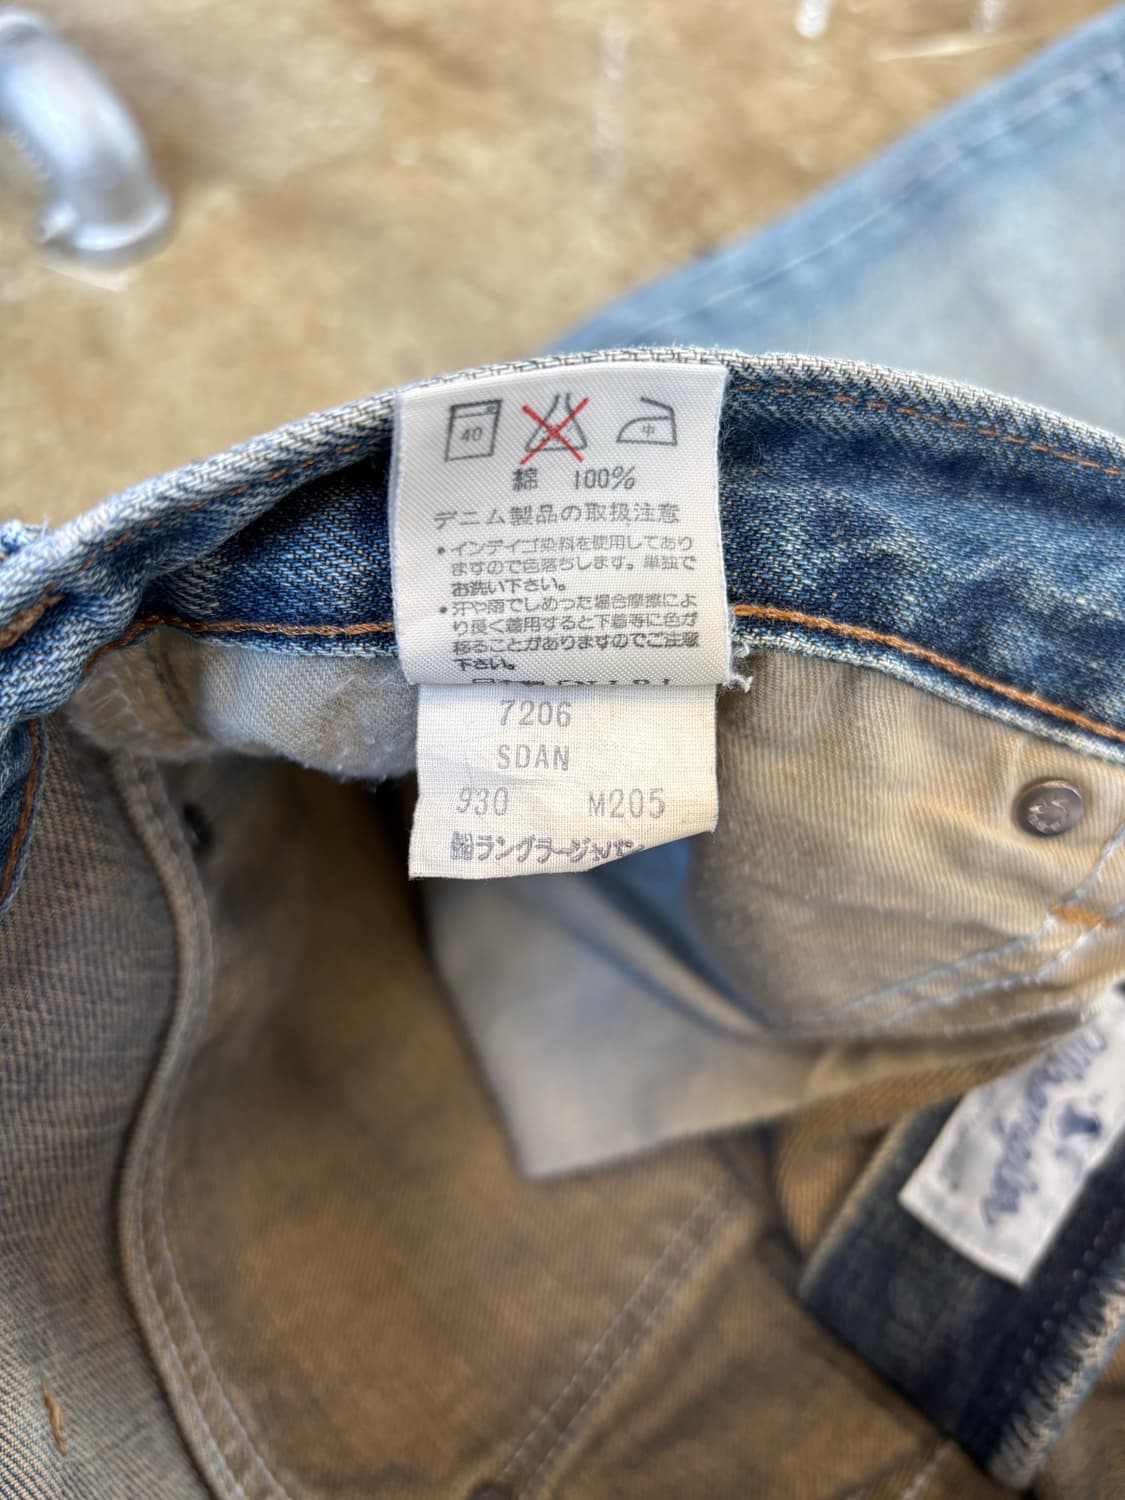 40
中
綿 100%
デニム製品の取扱注意
•インデイゴ染料を使用してあり
ますので色落ちします。単独で
お洗い下さい。
•汗や雨でしめった場合摩擦によ
り長く着用すると下着等に色が
移ることがありますのでご注意
下さい。
7206
SDAN
930 M205
㈱ラングラージャパン
Wrangler